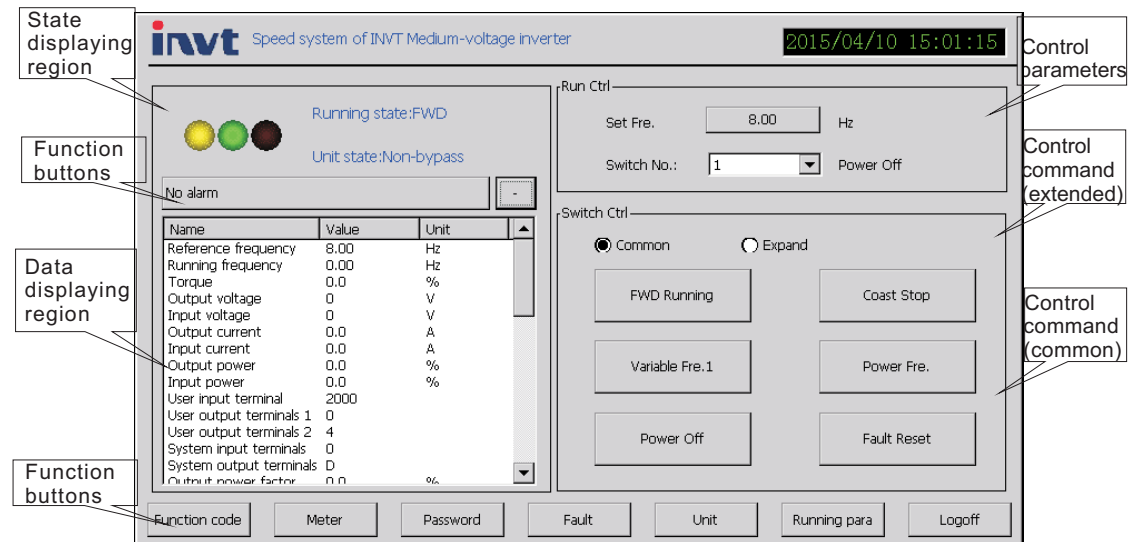 State
displaying
region
Function
buttons
Data
displaying
region
Function
buttons
invt Speed system of INVT Medium-voltage inverter 2015/04/10 15:01:15
Running state:FWD
Unit state:Non-bypass
No alarm -
Name Value Unit
Reference frequency 8.00 Hz
Running frequency 0.00 Hz
Torque 0.0 %
Output voltage 0 V
Input voltage 0 V
Output current 0.0 A
Input current 0.0 A
Output power 0.0 %
Input power 0.0 %
User input terminal 2000
User output terminals 1 0
User output terminals 2 4
System input terminals 0
System output terminals D
Output power factor 0.0 %
Run Ctrl
Set Fre. 8.00 Hz
Switch No.: 1 Power Off
Switch Ctrl
Common Expand
FWD Running Coast Stop
Variable Fre.1 Power Fre.
Power Off Fault Reset
Function code Meter Password Fault Unit Running para Logoff
Control
parameters
Control
command
(extended)
Control
command
(common)